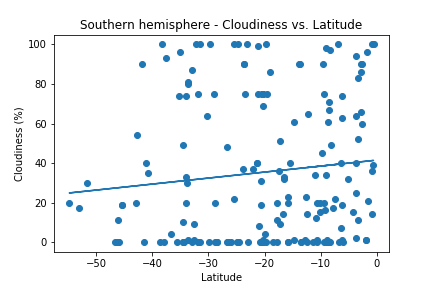 Southern hemisphere - Cloudiness vs. Latitude
100
80
60
40
20
0
Cloudiness (%)
−50 −40 −30 −20 −10 0
Latitude